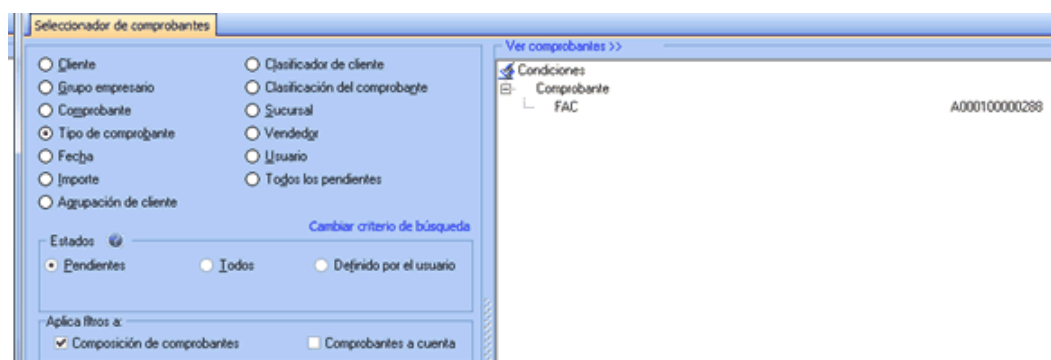 Seleccionador de comprobantes
Cliente
Grupo empresario
Comprobante
Tipo de comprobante
Fecha
Importe
Agrupación de cliente
Clasificador de cliente
Clasificación del comprobante
Sucursal
Vendedor
Usuario
Todos los pendientes
Cambiar criterio de búsqueda
Estados
Pendientes Todos Definido por el usuario
Aplica filtros a:
Composición de comprobantes Comprobantes a cuenta
Ver comprobantes >>
Condiciones
Comprobante
FAC A000100000288